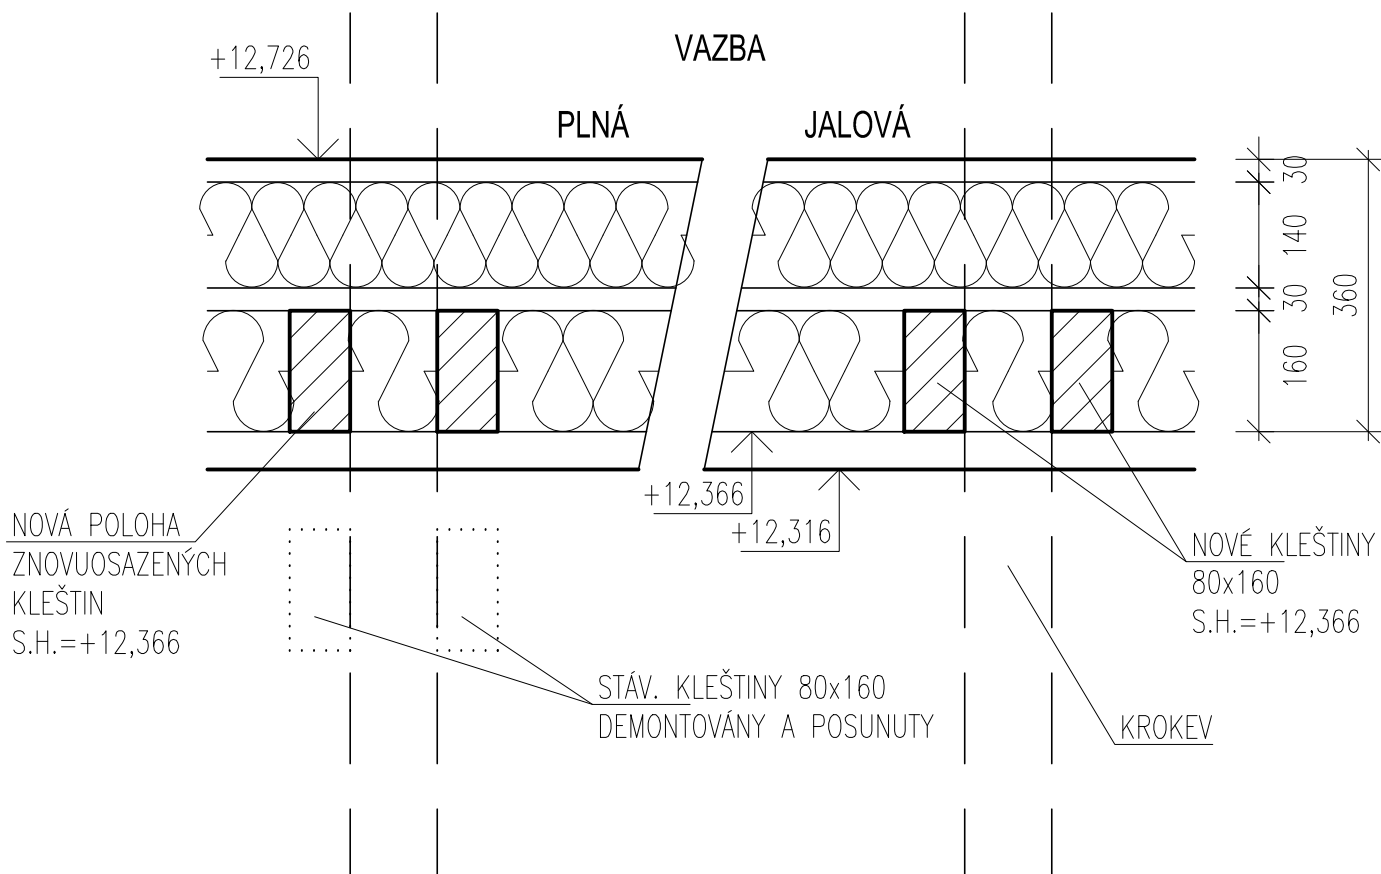 VAZBA
+12,726
PLNÁ
JALOVÁ
30
140
30
160
360
+12,366
+12,316
NOVÁ POLOHA
ZNOVUOSAZENÝCH
KLEŠTIN
S.H.=+12,366
NOVÉ KLEŠTINY
80x160
S.H.=+12,366
STÁV. KLEŠTINY 80x160
DEMONTOVÁNY A POSUNUTY
KROKEV